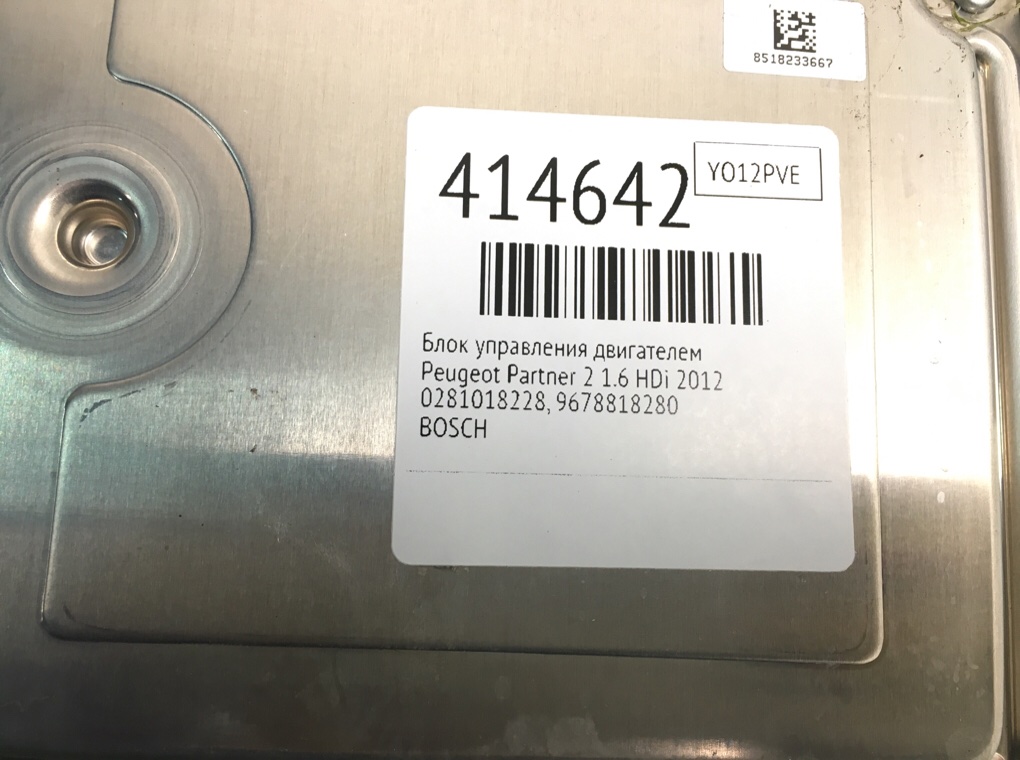 8518233667
414642
YO12PVE
Блок управления двигателем
Peugeot Partner 2 1.6 HDi 2012
0281018228, 9678818280
BOSCH